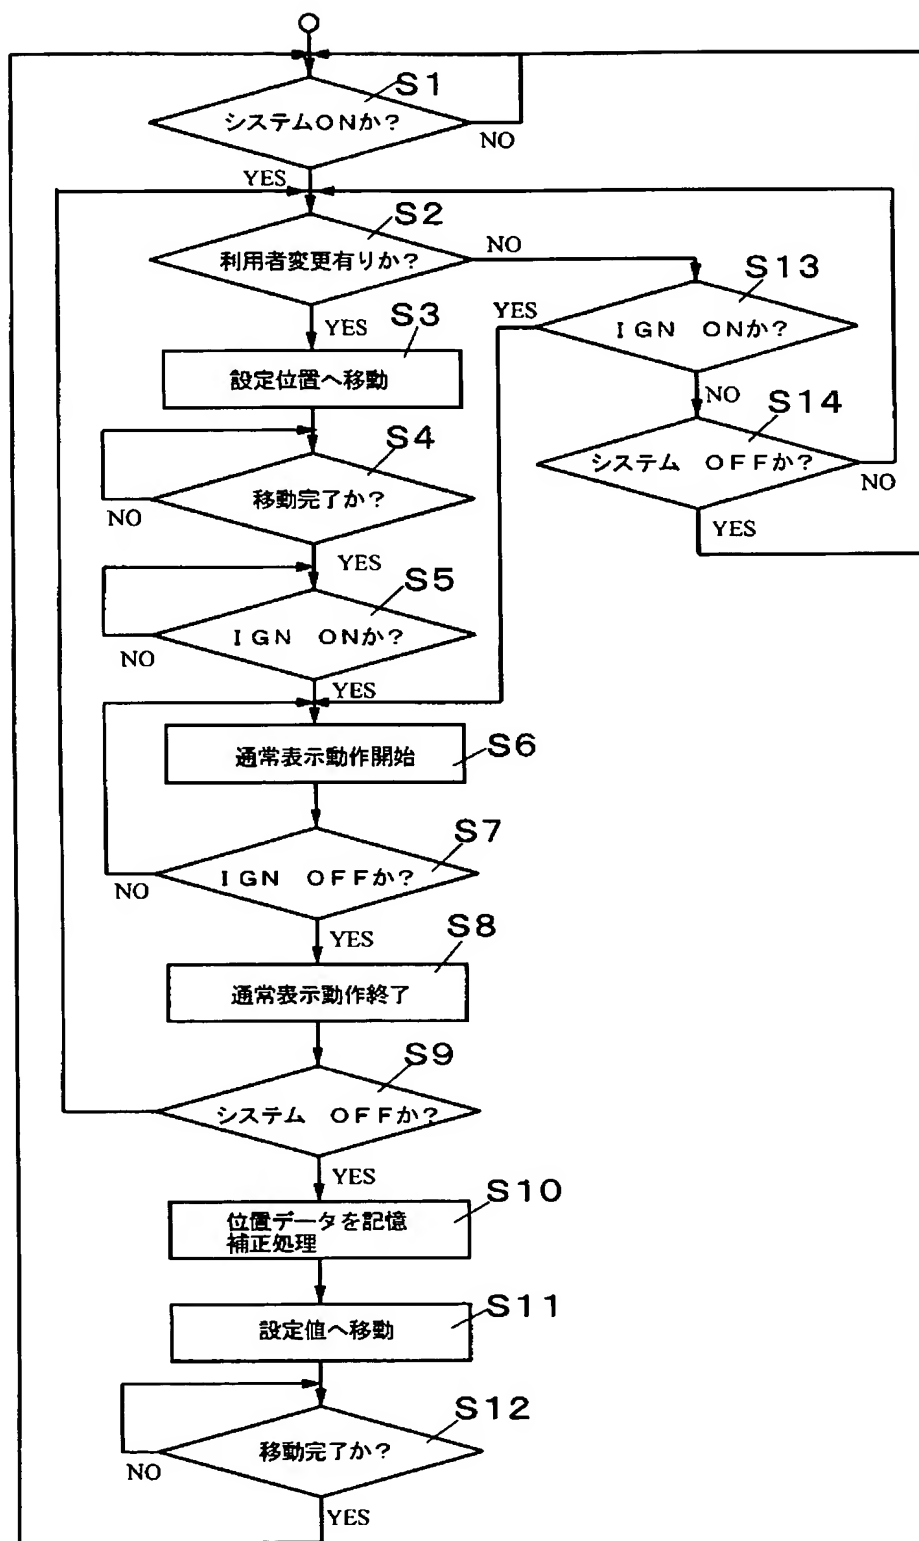 S1
システムONか?
NO
YES
S2
利用者変更有りか?
NO
YES
S13
IGN ONか?
YES
NO
S3
設定位置へ移動
S14
システム OFFか?
NO
YES
S4
移動完了か?
NO
YES
S5
IGN ONか?
NO
YES
S6
通常表示動作開始
S7
IGN OFFか?
NO
YES
S8
通常表示動作終了
S9
システム OFFか?
YES
S10
位置データを記憶
補正処理
S11
設定値へ移動
S12
移動完了か?
NO
YES